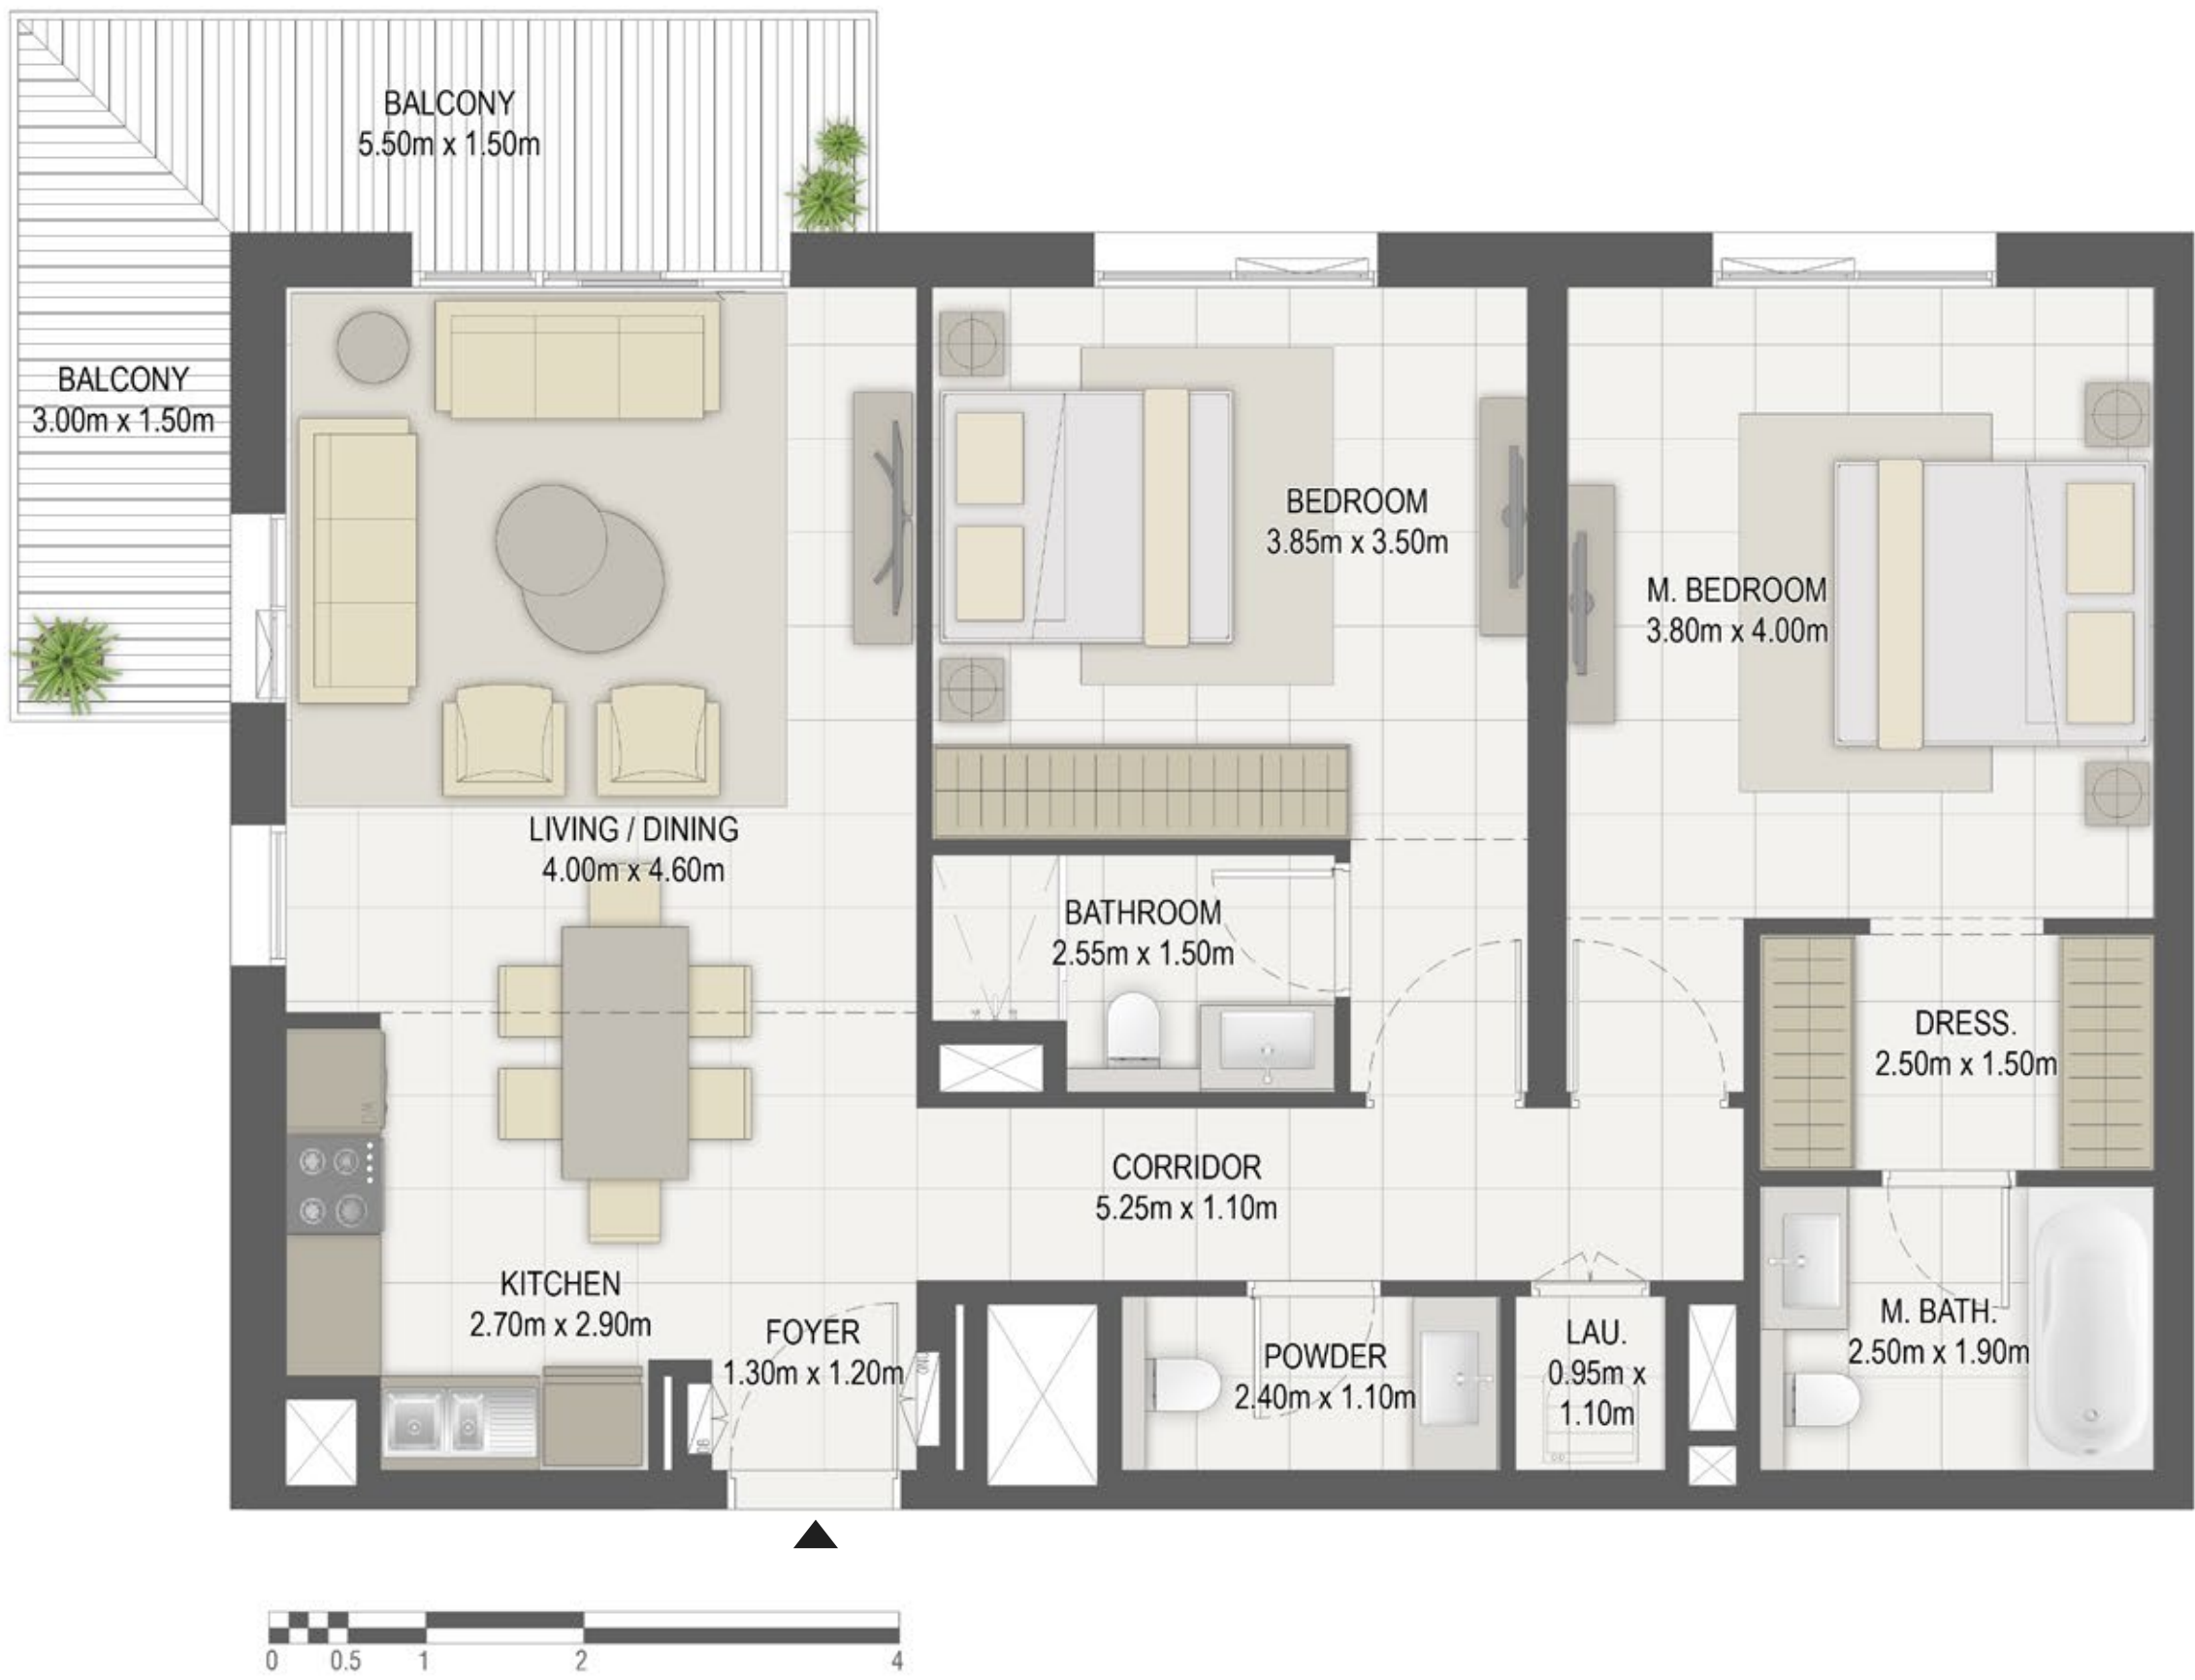 BALCONY
5.50m x 1.50m
BALCONY
3.00m x 1.50m
BEDROOM
3.85m x 3.50m
M. BEDROOM
3.80m x 4.00m
LIVING / DINING
4.00m x 4.60m
BATHROOM
2.55m x 1.50m
DRESS.
2.50m x 1.50m
CORRIDOR
5.25m x 1.10m
KITCHEN
2.70m x 2.90m
FOYER
1.30m x 1.20m
POWDER
2.40m x 1.10m
LAU.
0.95m x
1.10m
M. BATH.
2.50m x 1.90m
0 0.5 1 2 4